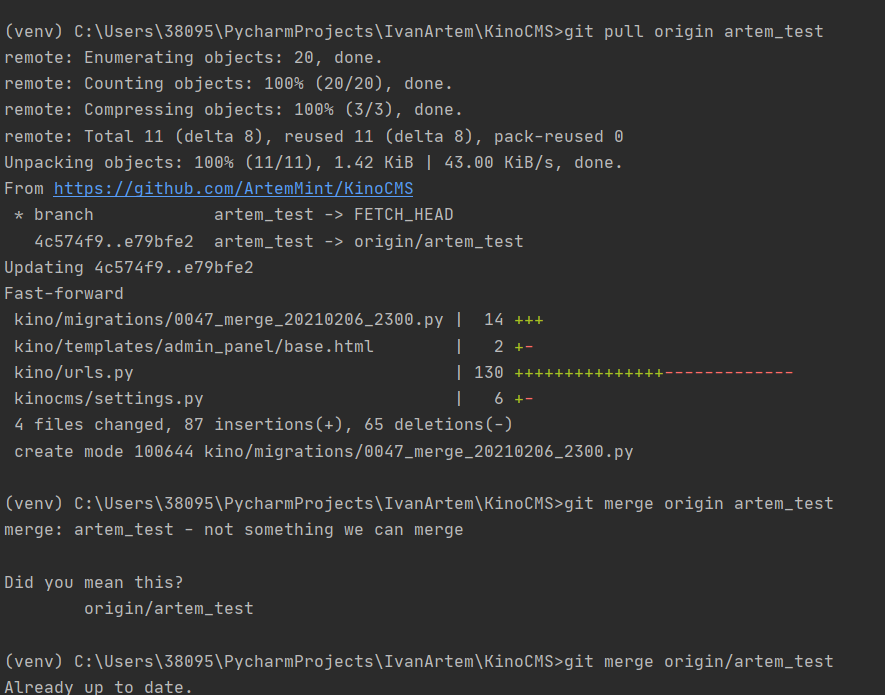 (venv) C:\Users\38095\PycharmProjects\IvanArtem\KinoCMS>git pull origin artem_test
remote: Enumerating objects: 20, done.
remote: Counting objects: 100% (20/20), done.
remote: Compressing objects: 100% (3/3), done.
remote: Total 11 (delta 8), reused 11 (delta 8), pack-reused 0
Unpacking objects: 100% (11/11), 1.42 KiB | 43.00 KiB/s, done.
From https://github.com/ArtemMint/KinoCMS
 * branch            artem_test -> FETCH_HEAD
   4c574f9..e79bfe2  artem_test -> origin/artem_test
Updating 4c574f9..e79bfe2
Fast-forward
 kino/migrations/0047_merge_20210206_2300.py |  14 +++
 kino/templates/admin_panel/base.html        |   2 +-
 kino/urls.py                                | 130 +++++++++++++++-------------
 kinocms/settings.py                         |   6 +-
 4 files changed, 87 insertions(+), 65 deletions(-)
 create mode 100644 kino/migrations/0047_merge_20210206_2300.py
(venv) C:\Users\38095\PycharmProjects\IvanArtem\KinoCMS>git merge origin artem_test
merge: artem_test - not something we can merge
Did you mean this?
        origin/artem_test
(venv) C:\Users\38095\PycharmProjects\IvanArtem\KinoCMS>git merge origin/artem_test
Already up to date.